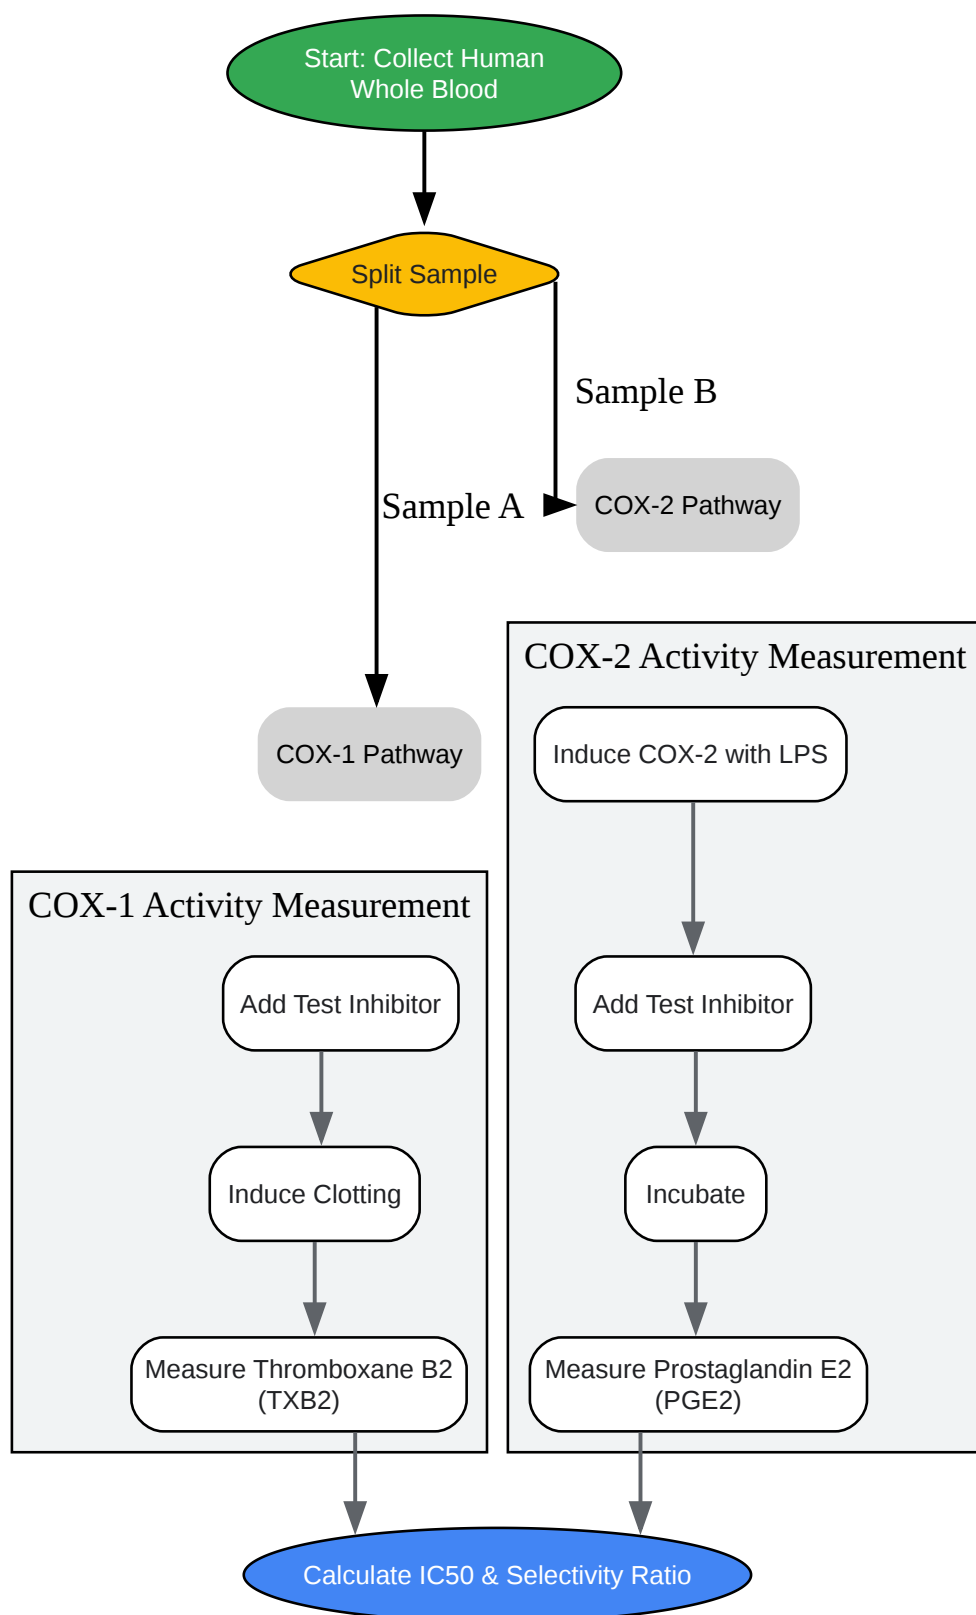 Start: Collect Human
Whole Blood
Split Sample
Sample B
Sample A
COX-2 Pathway
COX-1 Pathway
COX-2 Activity Measurement
Induce COX-2 with LPS
Add Test Inhibitor
Incubate
Measure Prostaglandin E2
(PGE2)
COX-1 Activity Measurement
Add Test Inhibitor
Induce Clotting
Measure Thromboxane B2
(TXB2)
Calculate IC50 & Selectivity Ratio